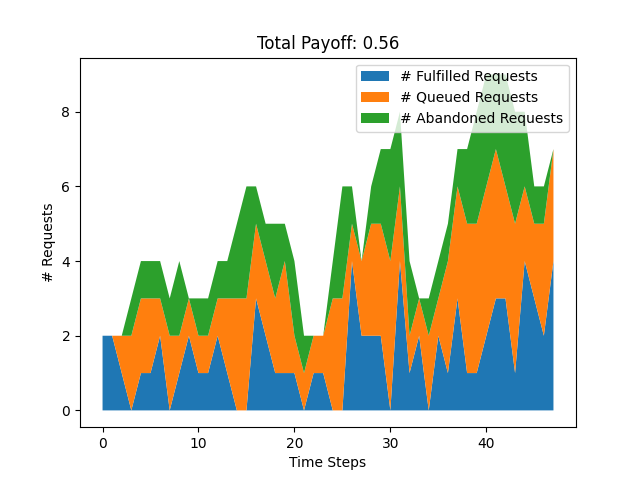 Total Payoff: 0.56
# Fulfilled Requests
# Queued Requests
# Abandoned Requests
8
6
4
2
0
# Requests
0 10 20 30 40
Time Steps